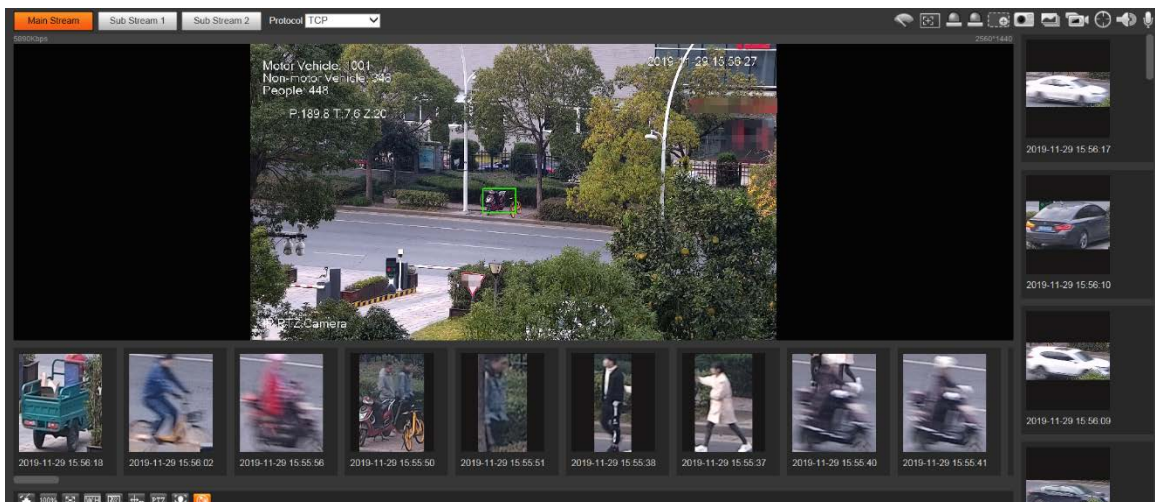 Main Stream Sub Stream 1 Sub Stream 2 Protocol TCP
5890Kbps 2560*1440
Motor Vehicle: 1001
Non-motor Vehicle: 343
People: 448
2019-11-29 15:56:27
P:189.8 T:7.6 Z:20
PTZ Camera
2019-11-29 15:56:17
2019-11-29 15:56:10
2019-11-29 15:56:09
2019-11-29 15:56:18 2019-11-29 15:56:02 2019-11-29 15:55:56 2019-11-29 15:55:50 2019-11-29 15:55:51 2019-11-29 15:55:38 2019-11-29 15:55:37 2019-11-29 15:55:40 2019-11-29 15:55:41
100% W:H PTZ